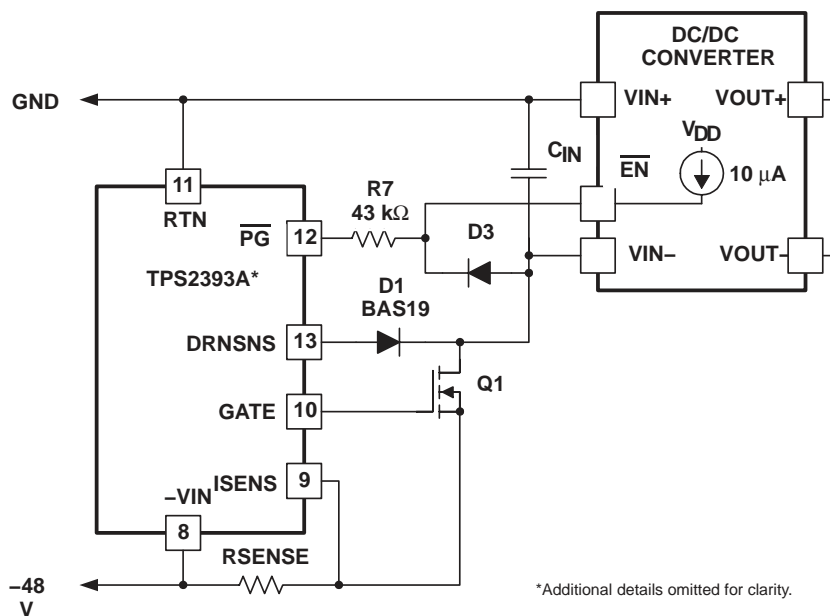 DC/DC
CONVERTER
GND
VIN+
VOUT+
VDD
CIN
EN
10 µA
11
R7
43 kΩ
RTN
PG
12
D3
VIN–
VOUT–
TPS2393A*
D1
BAS19
DRNSNS
13
Q1
GATE
10
ISENS
9
–VIN
8
RSENSE
–48
V
*Additional details omitted for clarity.